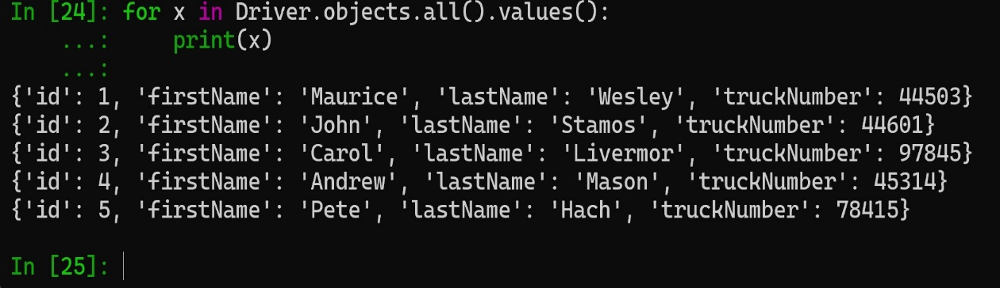 In [24]: for x in Driver.objects.all().values():
    ...:     print(x)
    ...:
{'id': 1, 'firstName': 'Maurice', 'lastName': 'Wesley', 'truckNumber': 44503}
{'id': 2, 'firstName': 'John', 'lastName': 'Stamos', 'truckNumber': 44601}
{'id': 3, 'firstName': 'Carol', 'lastName': 'Livermor', 'truckNumber': 97845}
{'id': 4, 'firstName': 'Andrew', 'lastName': 'Mason', 'truckNumber': 45314}
{'id': 5, 'firstName': 'Pete', 'lastName': 'Hach', 'truckNumber': 78415}
In [25]: